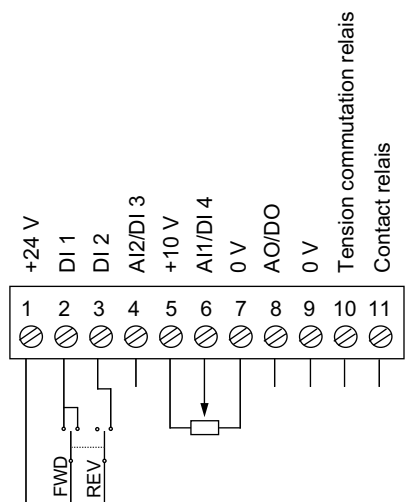 +24 V
DI 1
DI 2
AI2/DI 3
+10 V
AI1/DI 4
0 V
AO/DO
0 V
Tension commutation relais
Contact relais
1 2 3 4 5 6 7 8 9 10 11
FWD
REV